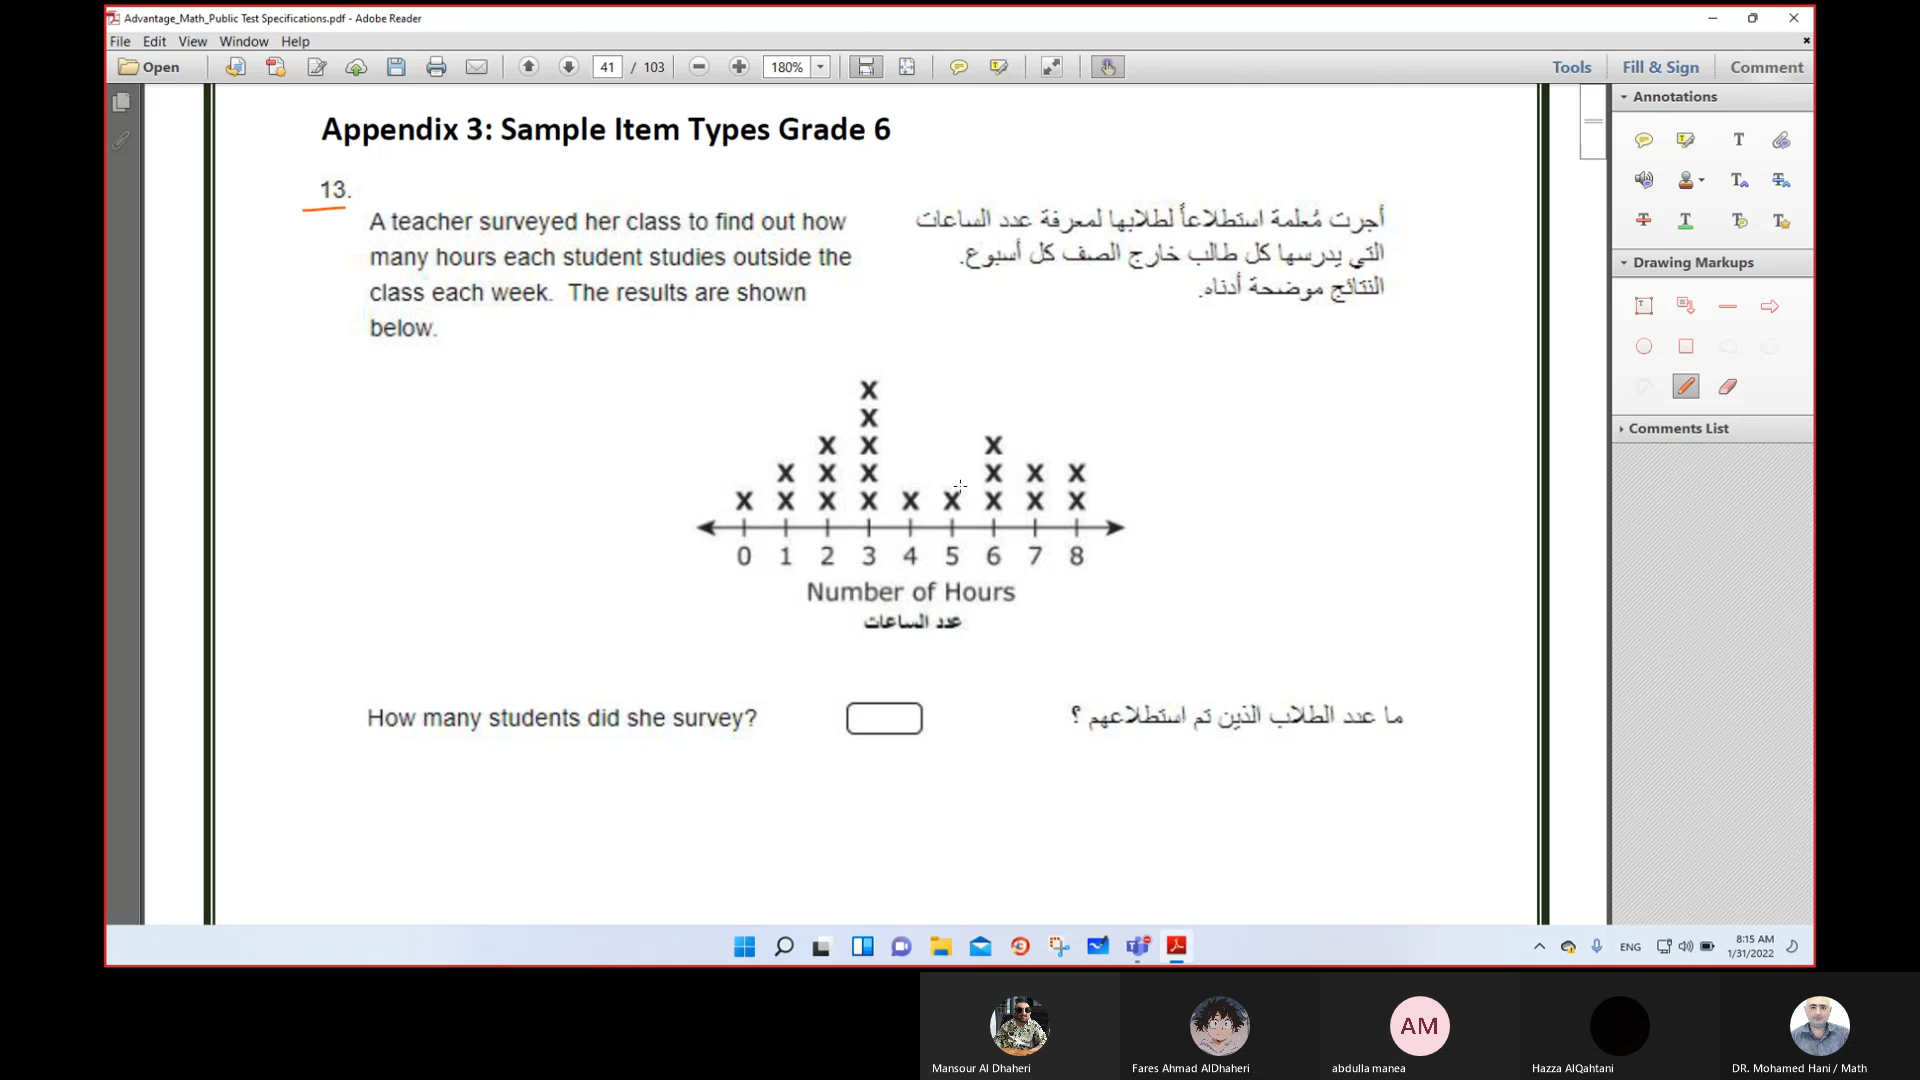 Advantage_Math_Public Test Specifications.pdf - Adobe Reader
File Edit View Window Help
Open 41 / 103 180% Tools Fill & Sign Comment
Annotations
Appendix 3: Sample Item Types Grade 6
13.
A teacher surveyed her class to find out how
many hours each student studies outside the
class each week. The results are shown
below.
أجرت مُعلمة استطلاعاً لطلابها لمعرفة عدد الساعات
التي يدرسها كل طالب خارج الصف كل أسبوع.
النتائج موضحة أدناه.
Drawing Markups
Comments List
X
X
X X X
X X X X X X
X X X X X X X X X
0 1 2 3 4 5 6 7 8
Number of Hours
عدد الساعات
How many students did she survey?
ما عدد الطلاب الذين تم استطلاعهم ؟
ENG
8:15 AM
1/31/2022
AM
Mansour Al Dhaheri
Fares Ahmad AlDhaheri
abdulla manea
Hazza AlQahtani
DR. Mohamed Hani / Math